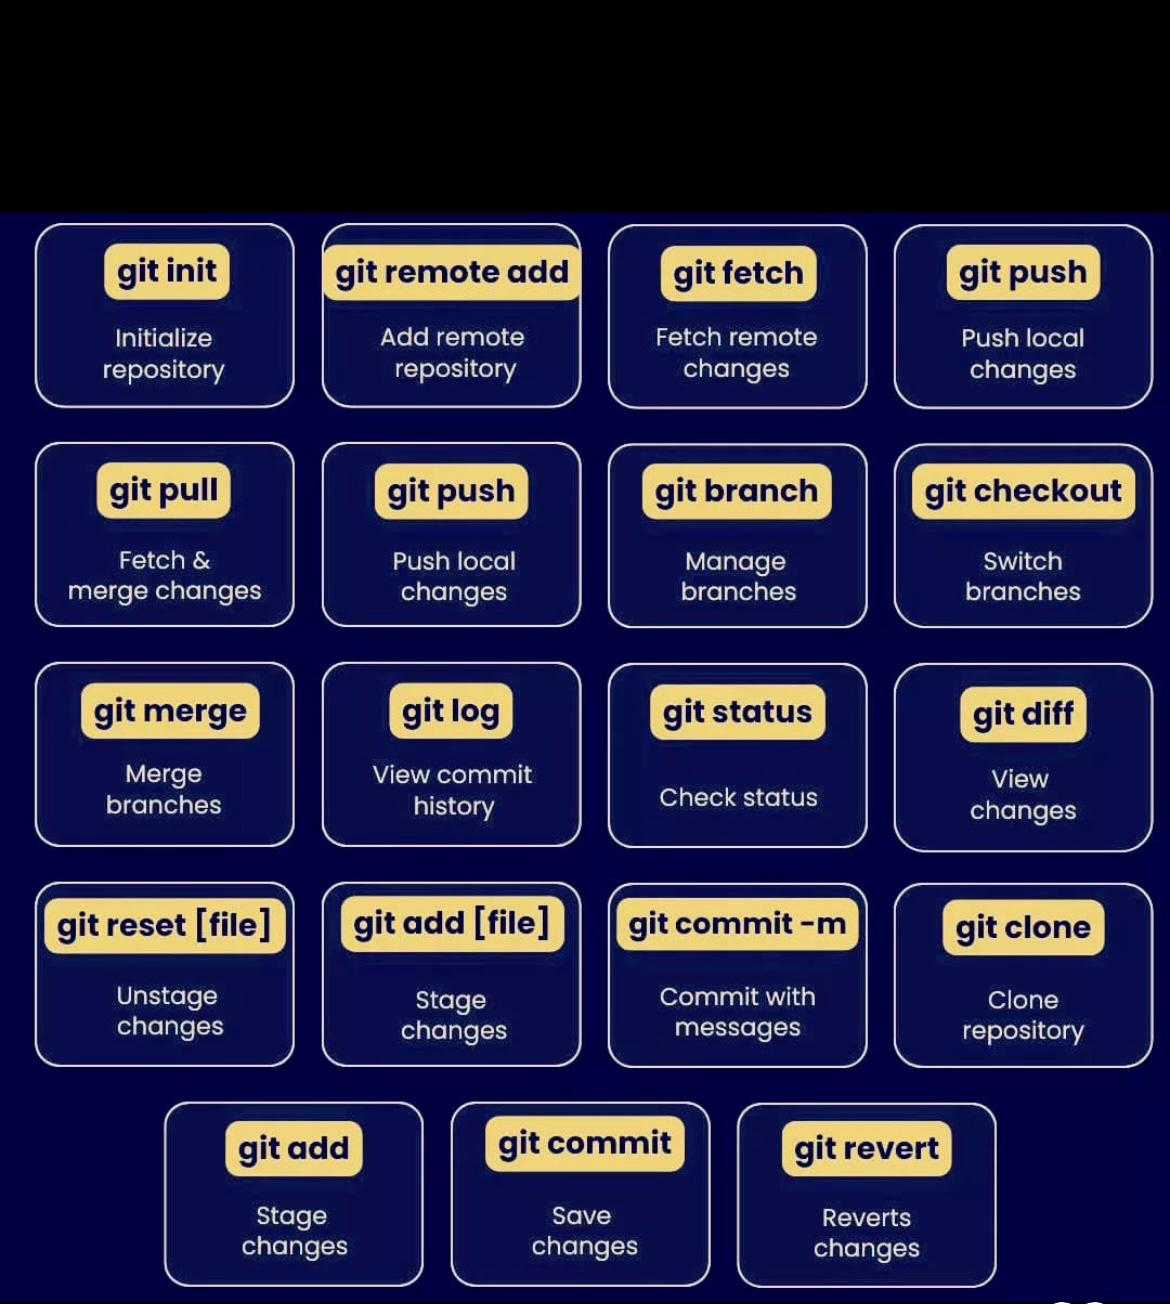 git init
Initialize
repository
git remote add
Add remote
repository
git fetch
Fetch remote
changes
git push
Push local
changes
git pull
Fetch &
merge changes
git push
Push local
changes
git branch
Manage
branches
git checkout
Switch
branches
git merge
Merge
branches
git log
View commit
history
git status
Check status
git diff
View
changes
git reset [file]
Unstage
changes
git add [file]
Stage
changes
git commit -m
Commit with
messages
git clone
Clone
repository
git add
Stage
changes
git commit
Save
changes
git revert
Reverts
changes